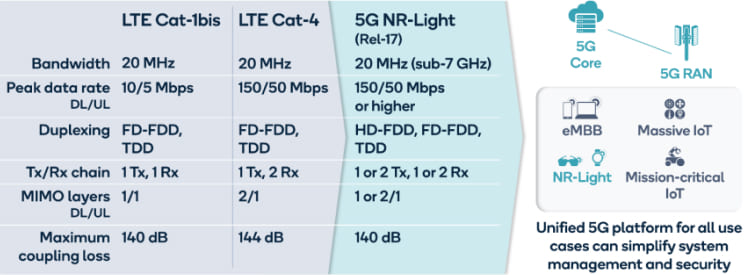 LTE Cat-1bis LTE Cat-4 5G NR-Light
(Rel-17)
Bandwidth 20 MHz 20 MHz 20 MHz (sub-7 GHz)
Peak data rate 10/5 Mbps 150/50 Mbps 150/50 Mbps
DL/UL or higher
Duplexing FD-FDD, FD-FDD, HD-FDD, FD-FDD,
TDD TDD TDD
Tx/Rx chain 1 Tx, 1 Rx 1 Tx, 2 Rx 1 or 2 Tx, 1 or 2 Rx
MIMO layers 1/1 2/1 1 or 2/1
DL/UL
Maximum 140 dB 144 dB 140 dB
coupling loss
5G
Core
5G RAN
eMBB Massive IoT
NR-Light Mission-critical
IoT
Unified 5G platform for all use
cases can simplify system
management and security